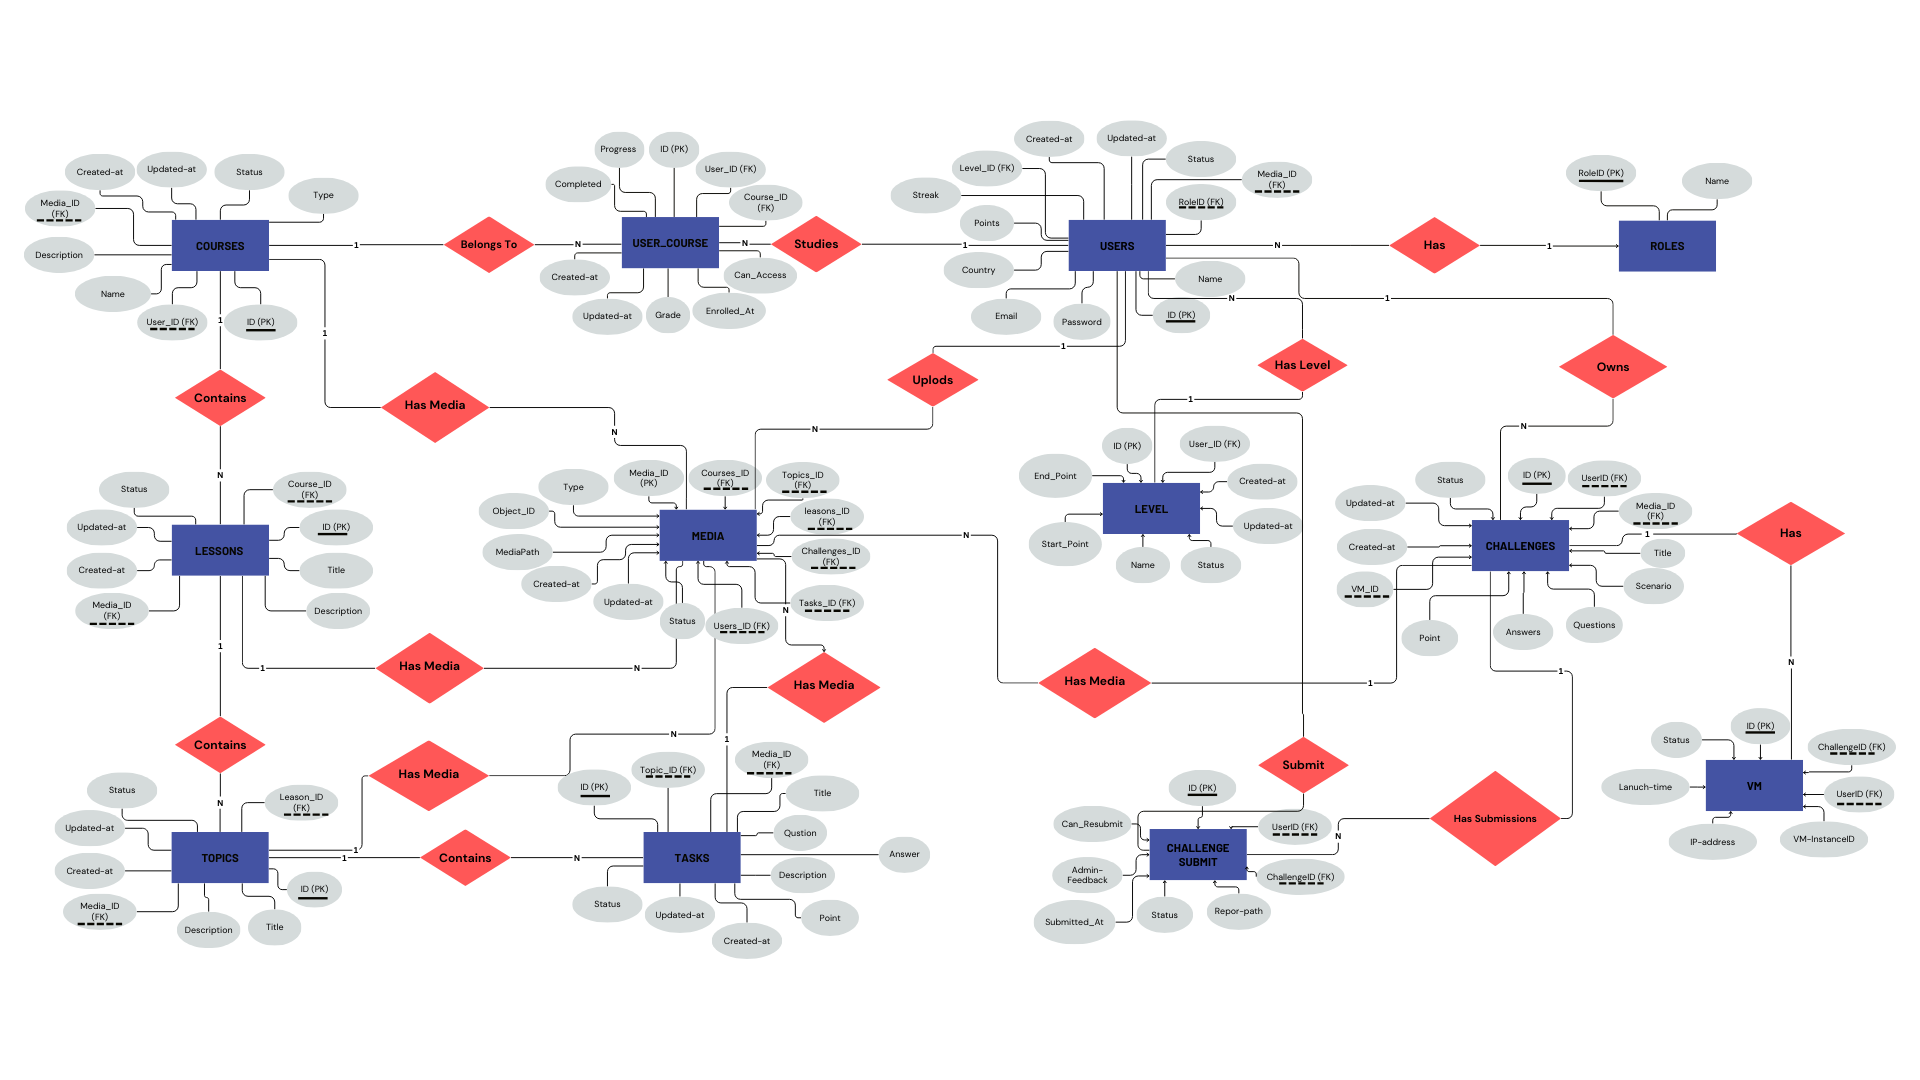 Created-at
Updated-at
Status
Type
Media_ID
(FK)
COURSES
Description
Name
User_ID (FK)
ID (PK)
1
Belongs To
N
Progress
ID (PK)
User_ID (FK)
Completed
Course_ID
(FK)
USER_COURSE
Created-at
Can_Access
Updated-at
Grade
Enrolled_At
N
Studies
1
Created-at
Updated-at
Level_ID (FK)
Status
Media_ID
(FK)
Streak
RoleID (FK)
Points
USERS
Country
Name
Email
Password
ID (PK)
N
Has
1
RoleID (PK)
Name
ROLES
1
1
N
1
1
Contains
Has Media
N
Uplods
N
Has Level
1
Owns
N
N
Status
Course_ID
(FK)
Updated-at
ID (PK)
LESSONS
Created-at
Title
Media_ID
(FK)
Description
Type
Media_ID
(PK)
Courses_ID
(FK)
Topics_ID
(FK)
Object_ID
leasons_ID
(FK)
MEDIA
MediaPath
Challenges_ID
(FK)
Created-at
Updated-at
Status
Users_ID (FK)
Tasks_ID (FK)
N
N
ID (PK)
User_ID (FK)
End_Point
Created-at
LEVEL
Start_Point
Updated-at
Name
Status
Status
ID (PK)
UserID (FK)
Updated-at
Media_ID
(FK)
CHALLENGES
Created-at
Title
VM_ID
Scenario
Point
Answers
Questions
1
Has
N
1
1
Has Media
N
Has Media
1
Has Media
1
1
Contains
N
Has Media
N
1
Status
Leason_ID
(FK)
Updated-at
TOPICS
Created-at
ID (PK)
Media_ID
(FK)
Description
Title
1
1
Contains
N
ID (PK)
Topic_ID (FK)
Media_ID
(FK)
Title
Qustion
TASKS
Answer
Description
Status
Updated-at
Point
Created-at
Submit
ID (PK)
Can_Resubmit
UserID (FK)
CHALLENGE
SUBMIT
Admin-
Feedback
ChallengeID (FK)
Submitted_At
Status
Repor-path
N
Has Submissions
Status
ID (PK)
ChallengeID (FK)
VM
Lanuch-time
UserID (FK)
IP-address
VM-InstanceID